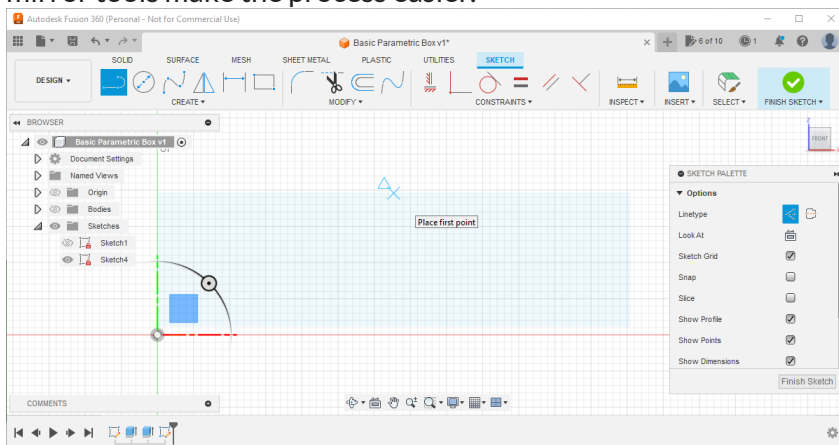 mirror tools make the process easier.
Autodesk Fusion 360 (Personal - Not for Commercial Use)
Basic Parametric Box v1*
6 of 10
1
SOLID SURFACE MESH SHEET METAL PLASTIC UTILITIES SKETCH
DESIGN
CREATE MODIFY CONSTRAINTS INSPECT INSERT SELECT FINISH SKETCH
BROWSER
Basic Parametric Box v1
Document Settings
Named Views
Origin
Bodies
Sketches
Sketch1
Sketch4
Place first point
FRONT
Z
SKETCH PALETTE
Options
Linetype
Look At
Sketch Grid
Snap
Slice
Show Profile
Show Points
Show Dimensions
Finish Sketch
COMMENTS